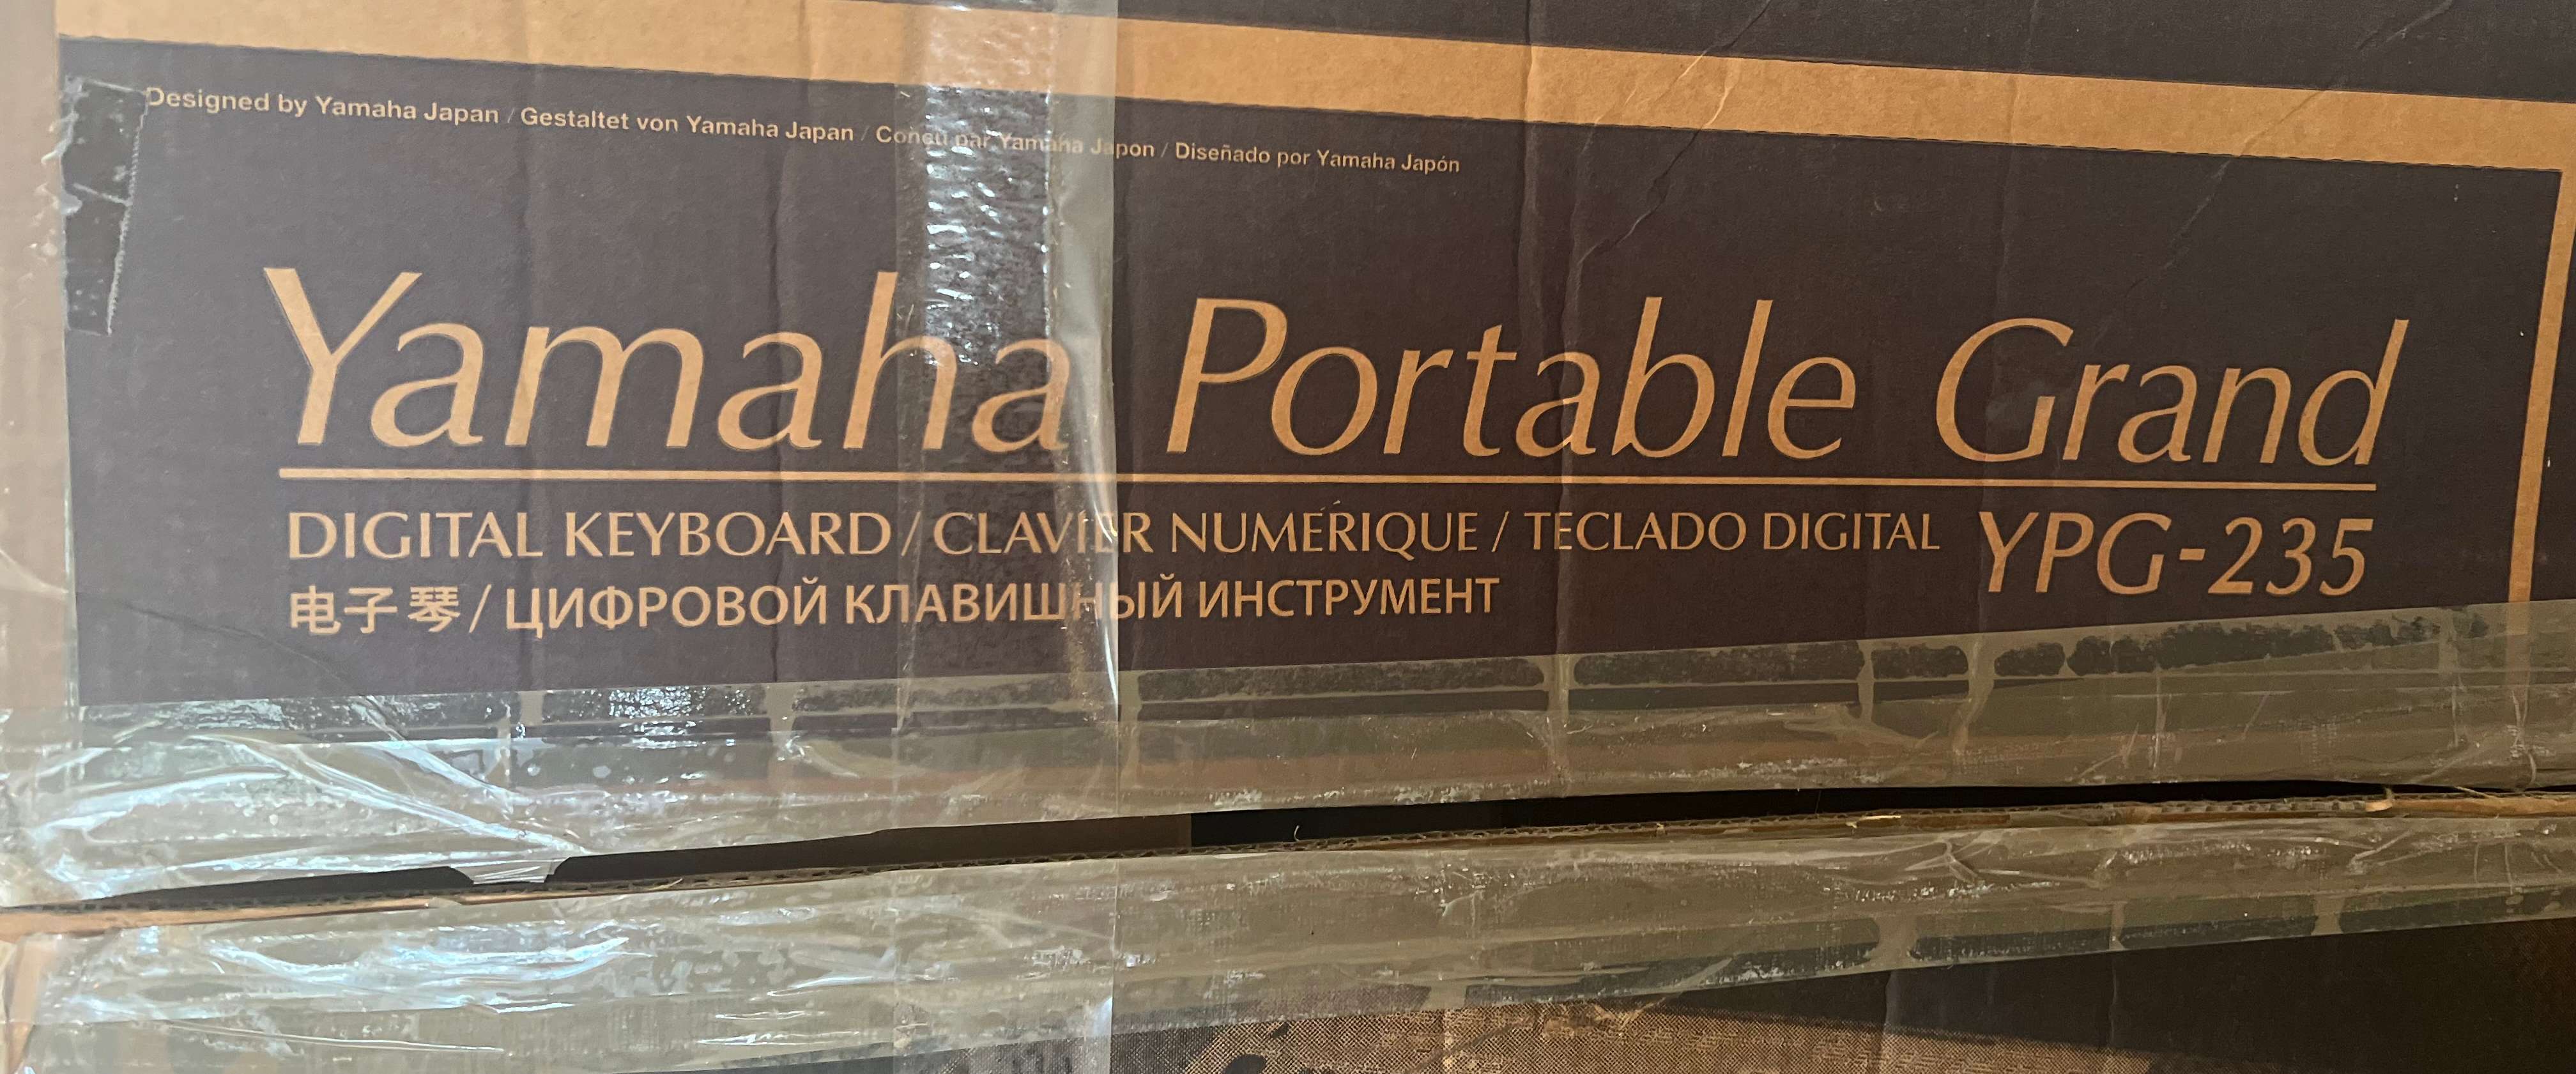 Designed by Yamaha Japan / Gestaltet von Yamaha Japan / Conçu par Yamaha Japon / Diseñado por Yamaha Japón
Yamaha Portable Grand
DIGITAL KEYBOARD / CLAVIER NUMÉRIQUE / TECLADO DIGITAL YPG-235
电子琴 / ЦИФРОВОЙ КЛАВИШНЫЙ ИНСТРУМЕНТ